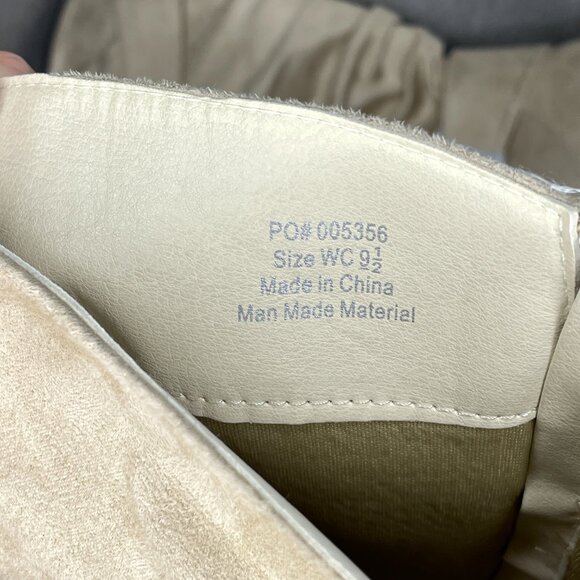 PO# 005356
Size WC 9½
Made in China
Man Made Material